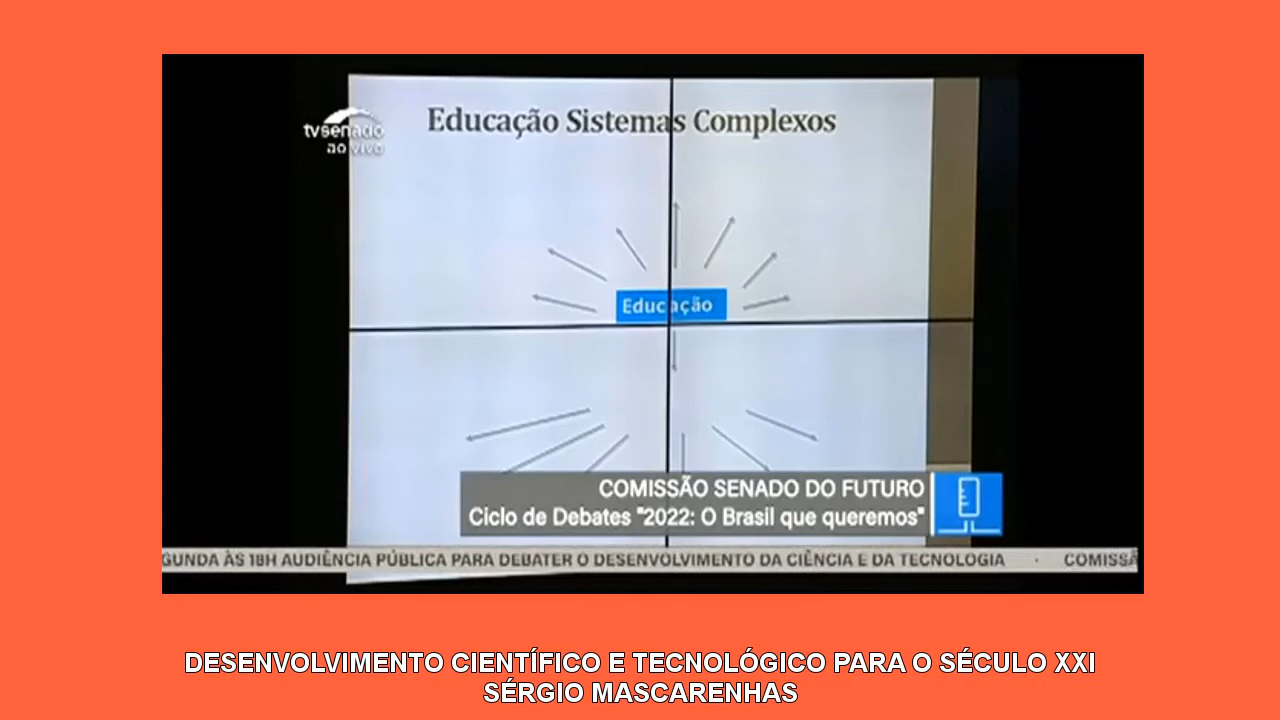 Educação Sistemas Complexos
tvsenado
ao vivo
Educação
COMISSÃO SENADO DO FUTURO
Ciclo de Debates "2022: O Brasil que queremos"
GUNDA ÀS 18H AUDIÊNCIA PÚBLICA PARA DEBATER O DESENVOLVIMENTO DA CIÊNCIA E DA TECNOLOGIA · COMISSÃ
DESENVOLVIMENTO CIENTÍFICO E TECNOLÓGICO PARA O SÉCULO XXI
SÉRGIO MASCARENHAS